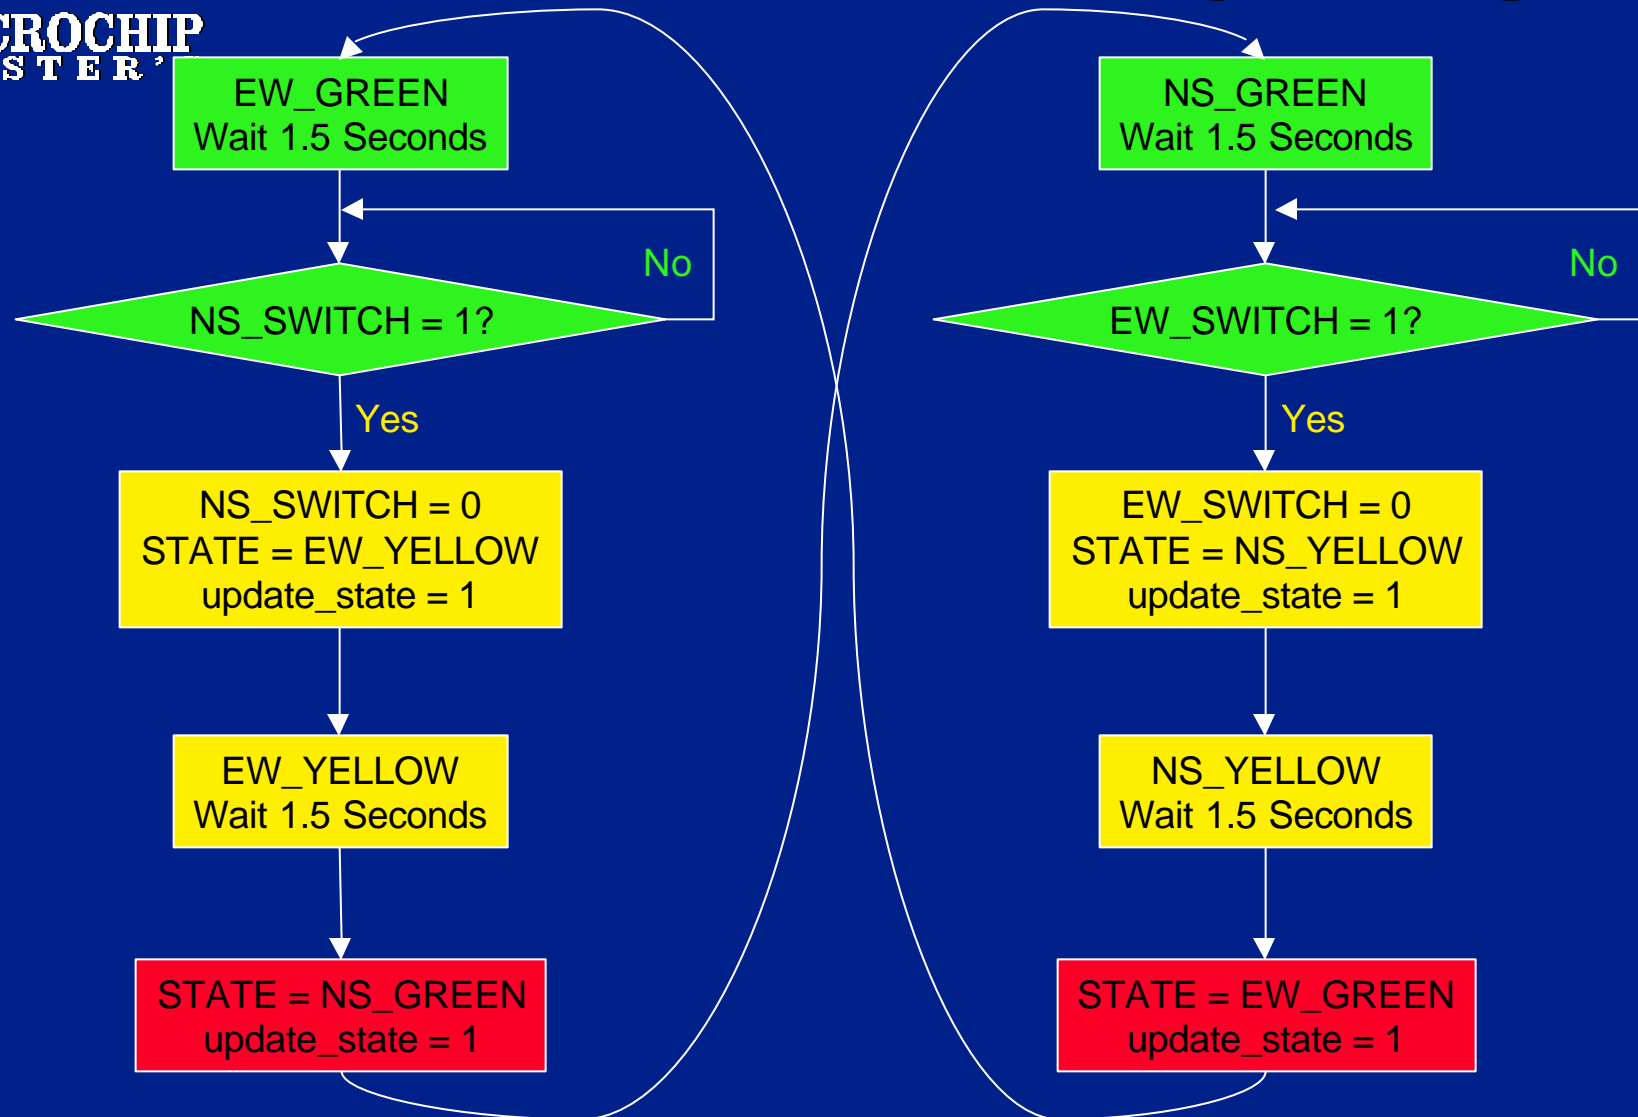 CROCHIP
STER'
EW_GREEN
Wait 1.5 Seconds
No
NS_SWITCH = 1?
Yes
NS_SWITCH = 0
STATE = EW_YELLOW
update_state = 1
EW_YELLOW
Wait 1.5 Seconds
STATE = NS_GREEN
update_state = 1
NS_GREEN
Wait 1.5 Seconds
No
EW_SWITCH = 1?
Yes
EW_SWITCH = 0
STATE = NS_YELLOW
update_state = 1
NS_YELLOW
Wait 1.5 Seconds
STATE = EW_GREEN
update_state = 1